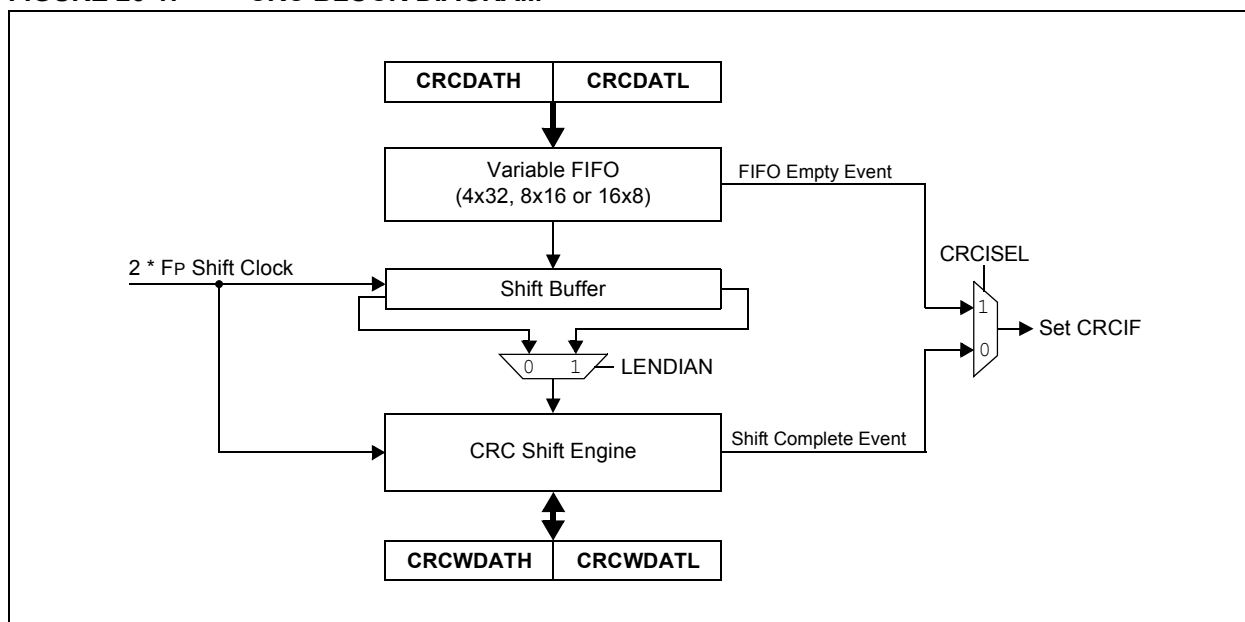 CRCDATH CRCDATL
Variable FIFO
(4x32, 8x16 or 16x8)
FIFO Empty Event
CRCISEL
2 * FP Shift Clock
Shift Buffer
1
Set CRCIF
0
0 1
LENDIAN
CRC Shift Engine
Shift Complete Event
CRCWDATH CRCWDATL